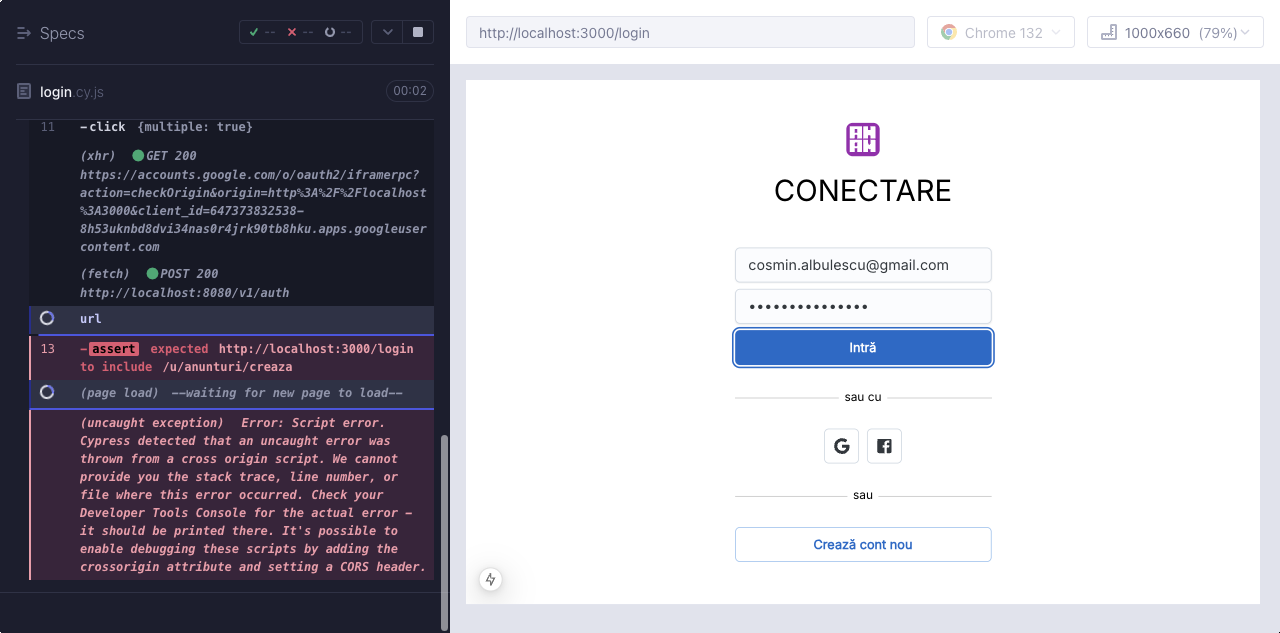 Specs
-- -- --
login.cy.js
00:02
11 -click {multiple: true}
(xhr) GET 200
https://accounts.google.com/o/oauth2/iframerpc?
action=checkOrigin&origin=http%3A%2F%2Flocalhost
%3A3000&client_id=647373832538-
8h53uknbd8dvi34nas0r4jrk90tb8hku.apps.googleuser
content.com
(fetch) POST 200
http://localhost:8080/v1/auth
url
13 -assert expected http://localhost:3000/login
to include /u/anunturi/creaza
(page load) --waiting for new page to load--
(uncaught exception) Error: Script error.
Cypress detected that an uncaught error was
thrown from a cross origin script. We cannot
provide you the stack trace, line number, or
file where this error occurred. Check your
Developer Tools Console for the actual error -
it should be printed there. It's possible to
enable debugging these scripts by adding the
crossorigin attribute and setting a CORS header.
http://localhost:3000/login
Chrome 132
1000x660 (79%)
CONECTARE
cosmin.albulescu@gmail.com
•••••••••••••••
Intră
sau cu
sau
Crează cont nou